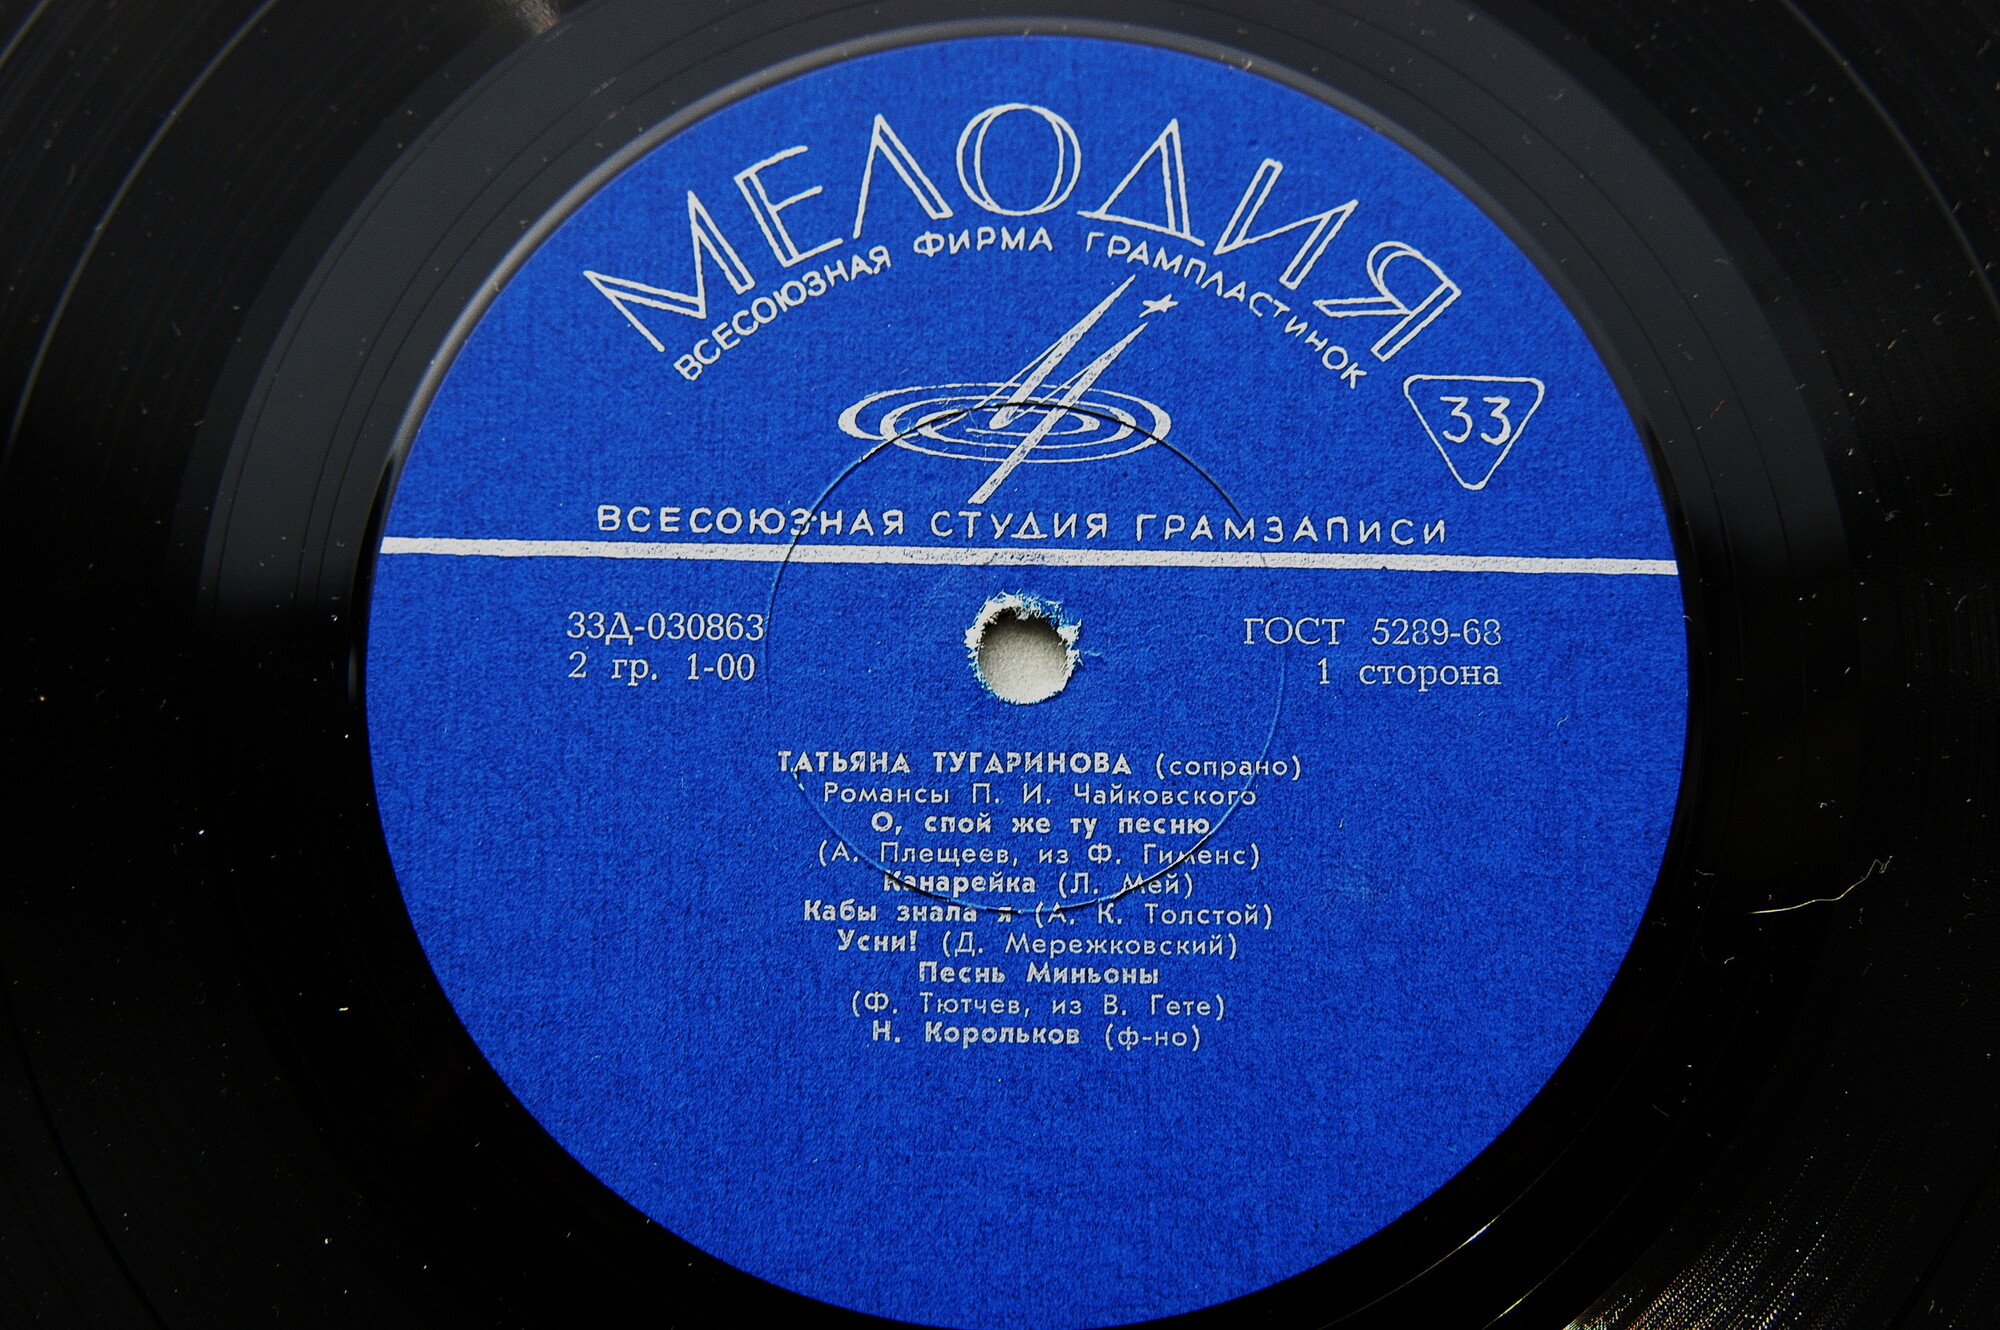 МЕЛОДИЯ
ВСЕСОЮЗНАЯ ФИРМА ГРАМПЛАСТИНОК
33
ВСЕСОЮЗНАЯ СТУДИЯ ГРАМЗАПИСИ
33Д-030863
2 гр. 1-00
ГОСТ 5289-68
1 сторона
ТАТЬЯНА ТУГАРИНОВА (сопрано)
Романсы П. И. Чайковского
О, спой же ту песню
(А. Плещеев, из Ф. Гименс)
Канарейка (Л. Мей)
Кабы знала я (А. К. Толстой)
Усни! (Д. Мережковский)
Песнь Миньоны
(Ф. Тютчев, из В. Гете)
Н. Корольков (ф-но)